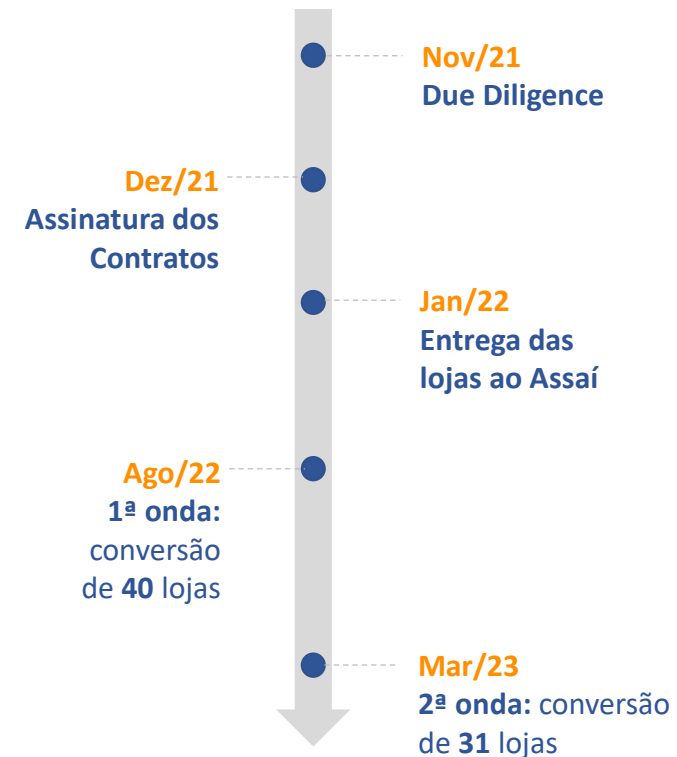 Nov/21
Due Diligence
Dez/21
Assinatura dos
Contratos
Jan/22
Entrega das
lojas ao Assaí
Ago/22
1ª onda:
conversão
de 40 lojas
Mar/23
2ª onda: conversão
de 31 lojas